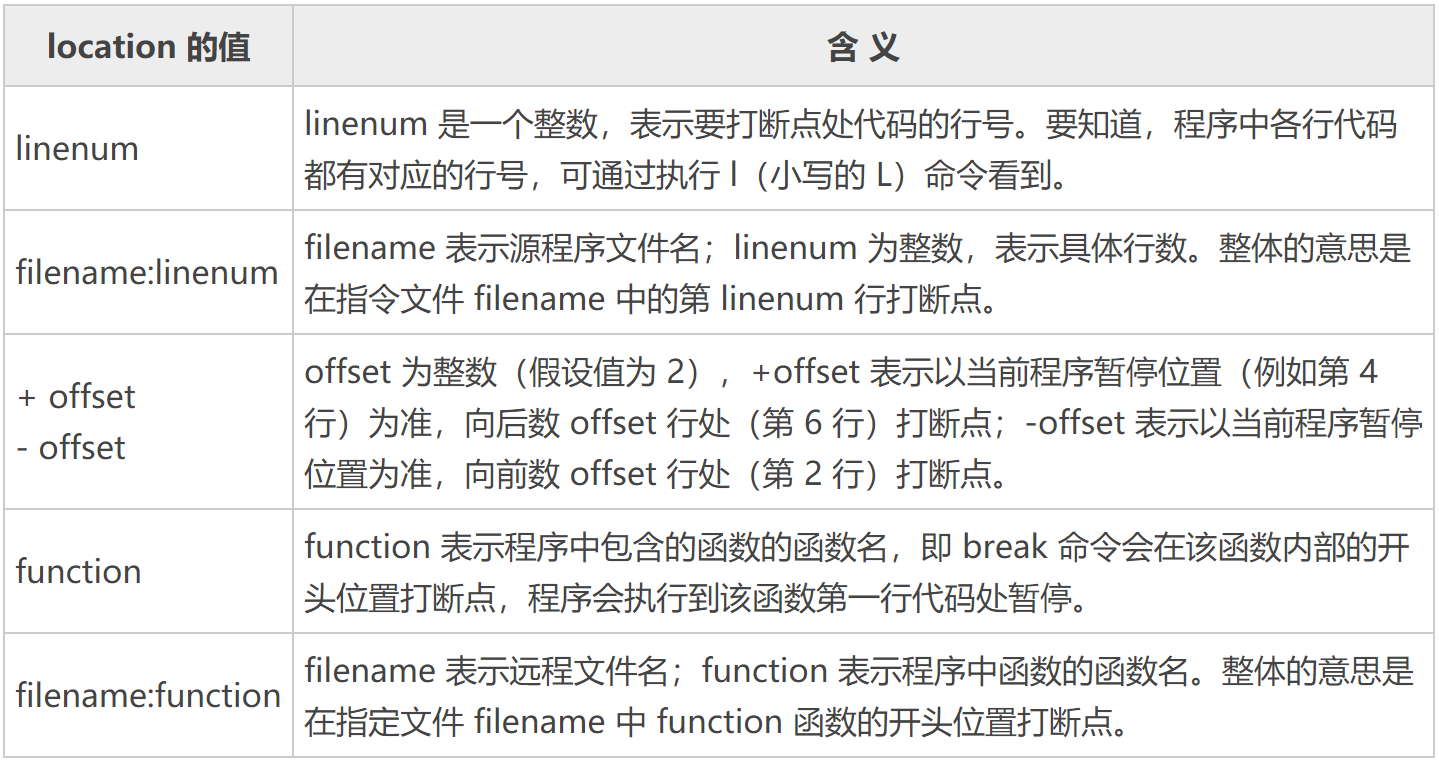 location 的值
含 义
linenum
linenum 是一个整数，表示要打断点处代码的行号。要知道，程序中各行代码
都有对应的行号，可通过执行 l（小写的 L）命令看到。
filename:linenum
filename 表示源程序文件名；linenum 为整数，表示具体行数。整体的意思是
在指令文件 filename 中的第 linenum 行打断点。
+ offset
- offset
offset 为整数（假设值为 2），+offset 表示以当前程序暂停位置（例如第 4
行）为准，向后数 offset 行处（第 6 行）打断点；-offset 表示以当前程序暂停
位置为准，向前数 offset 行处（第 2 行）打断点。
function
function 表示程序中包含的函数的函数名，即 break 命令会在该函数内部的开
头位置打断点，程序会执行到该函数第一行代码处暂停。
filename:function
filename 表示远程文件名；function 表示程序中函数的函数名。整体的意思是
在指定文件 filename 中 function 函数的开头位置打断点。